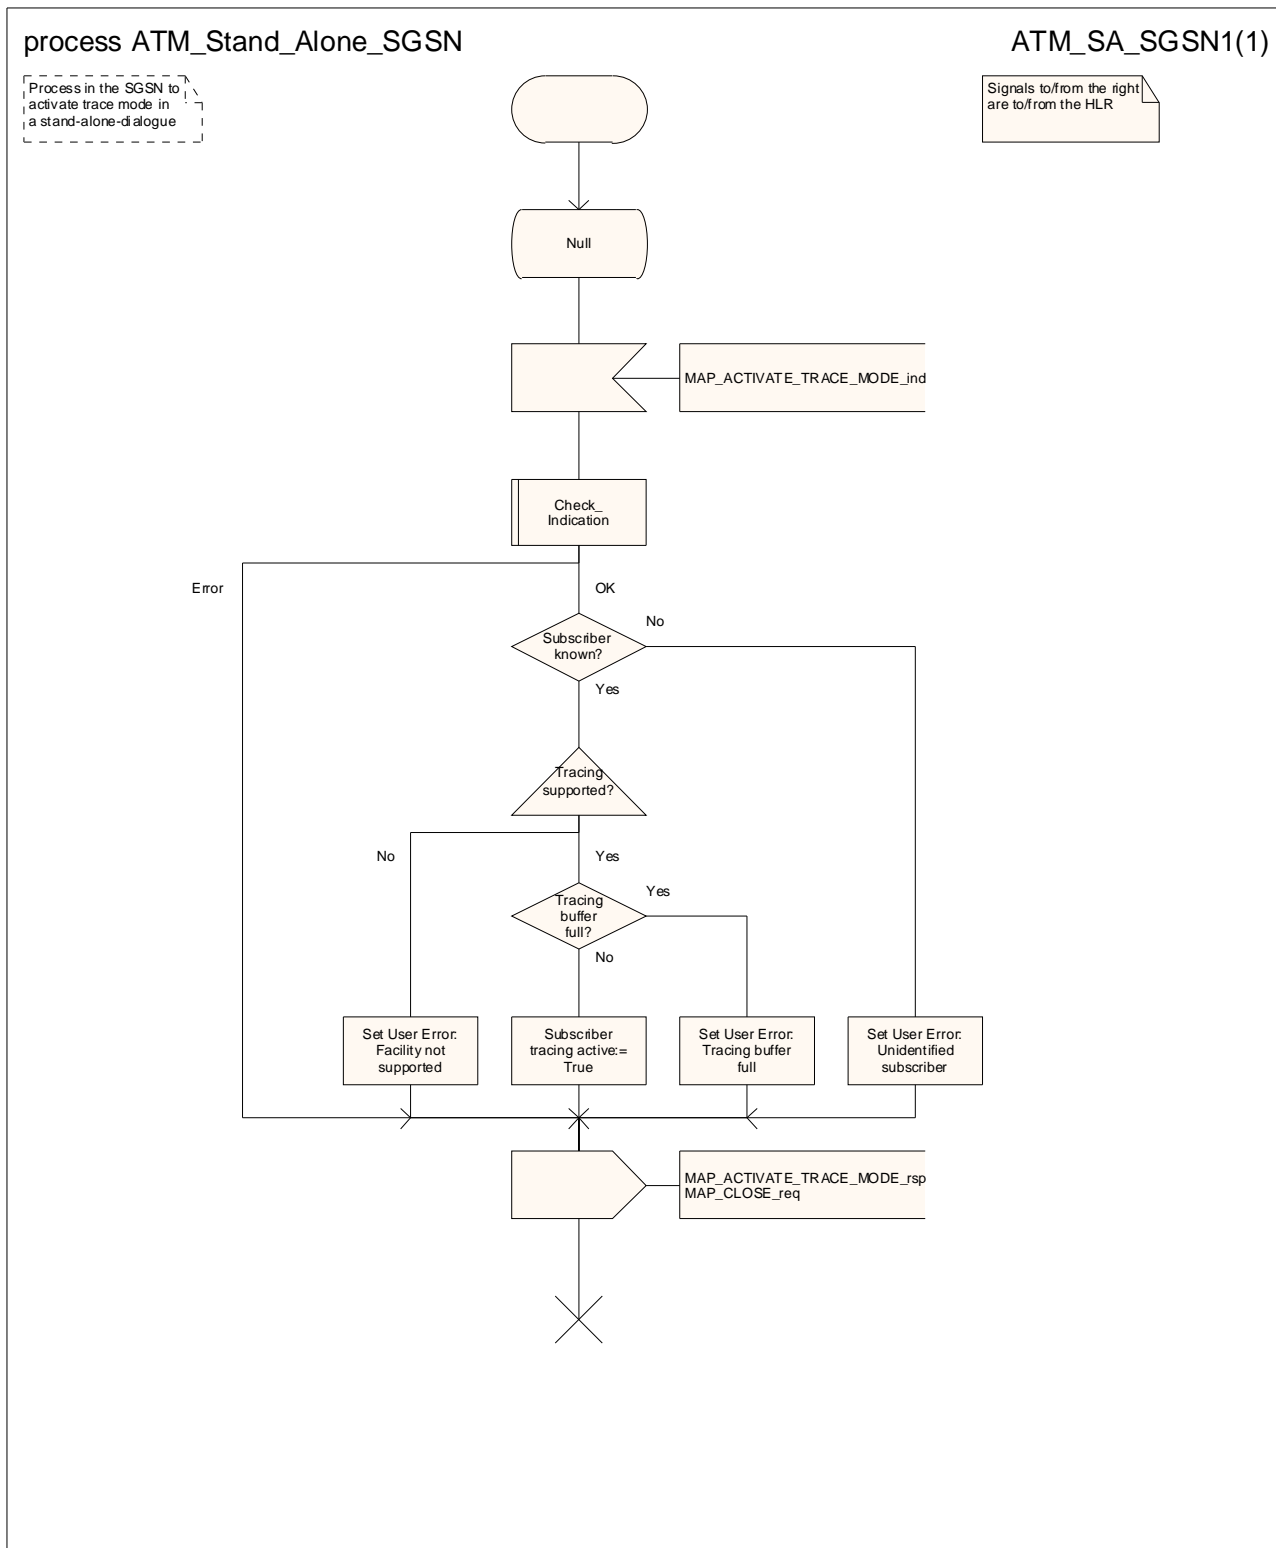 process ATM_Stand_Alone_SGSN
ATM_SA_SGSN1(1)
Process in the SGSN to
activate trace mode in
a stand-alone-dialogue
Signals to/from the right
are to/from the HLR
Null
MAP_ACTIVATE_TRACE_MODE_ind
Check_
Indication
Error
OK
No
Subscriber
known?
Yes
Tracing
supported?
No
Yes
Yes
Tracing
buffer
full?
No
Set User Error:
Facility not
supported
Subscriber
tracing active:=
True
Set User Error:
Tracing buffer
full
Set User Error:
Unidentified
subscriber
MAP_ACTIVATE_TRACE_MODE_rsp
MAP_CLOSE_req